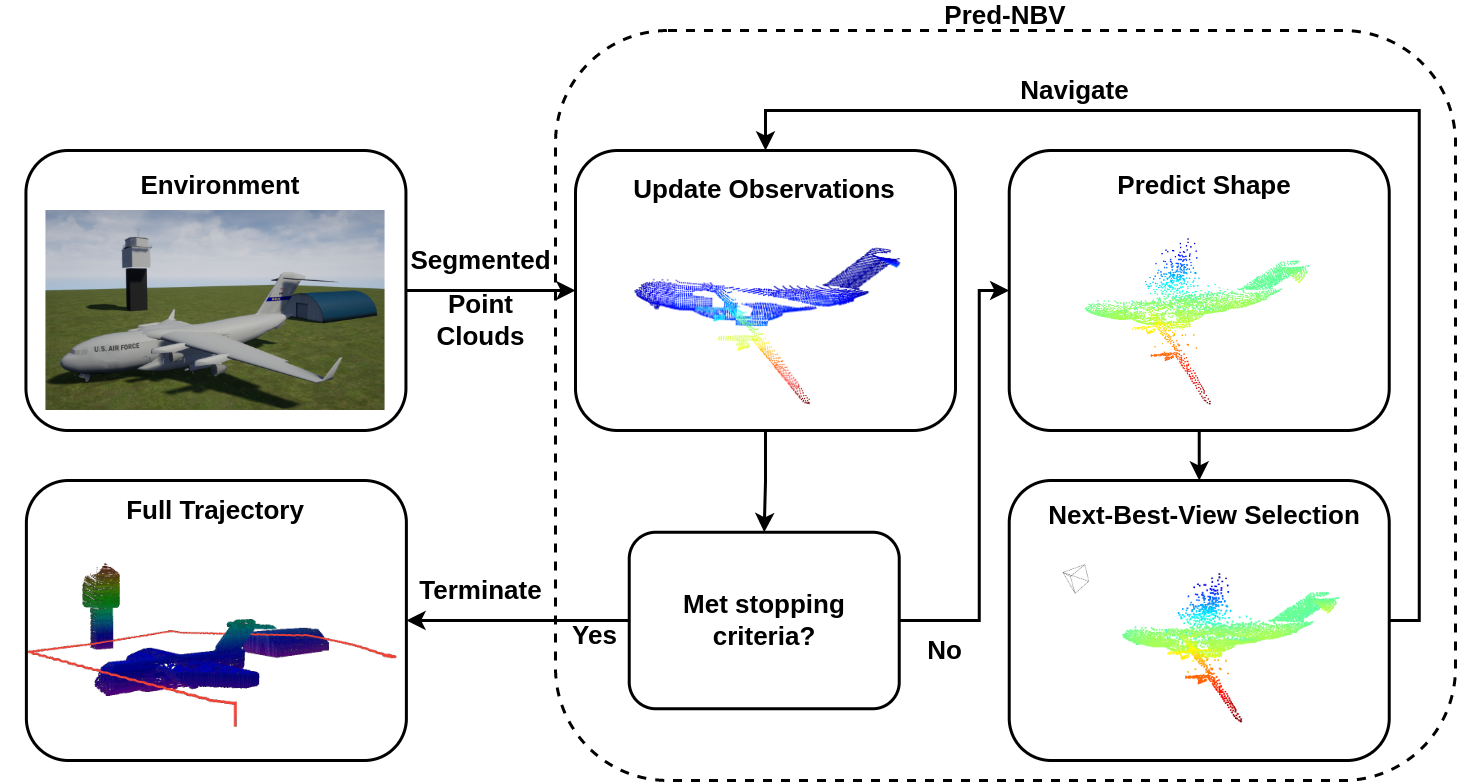 Pred-NBV
Navigate
Environment
U.S. AIR FORCE
Segmented
Point
Clouds
Update Observations
Predict Shape
Full Trajectory
Terminate
Yes
Met stopping
criteria?
No
Next-Best-View Selection